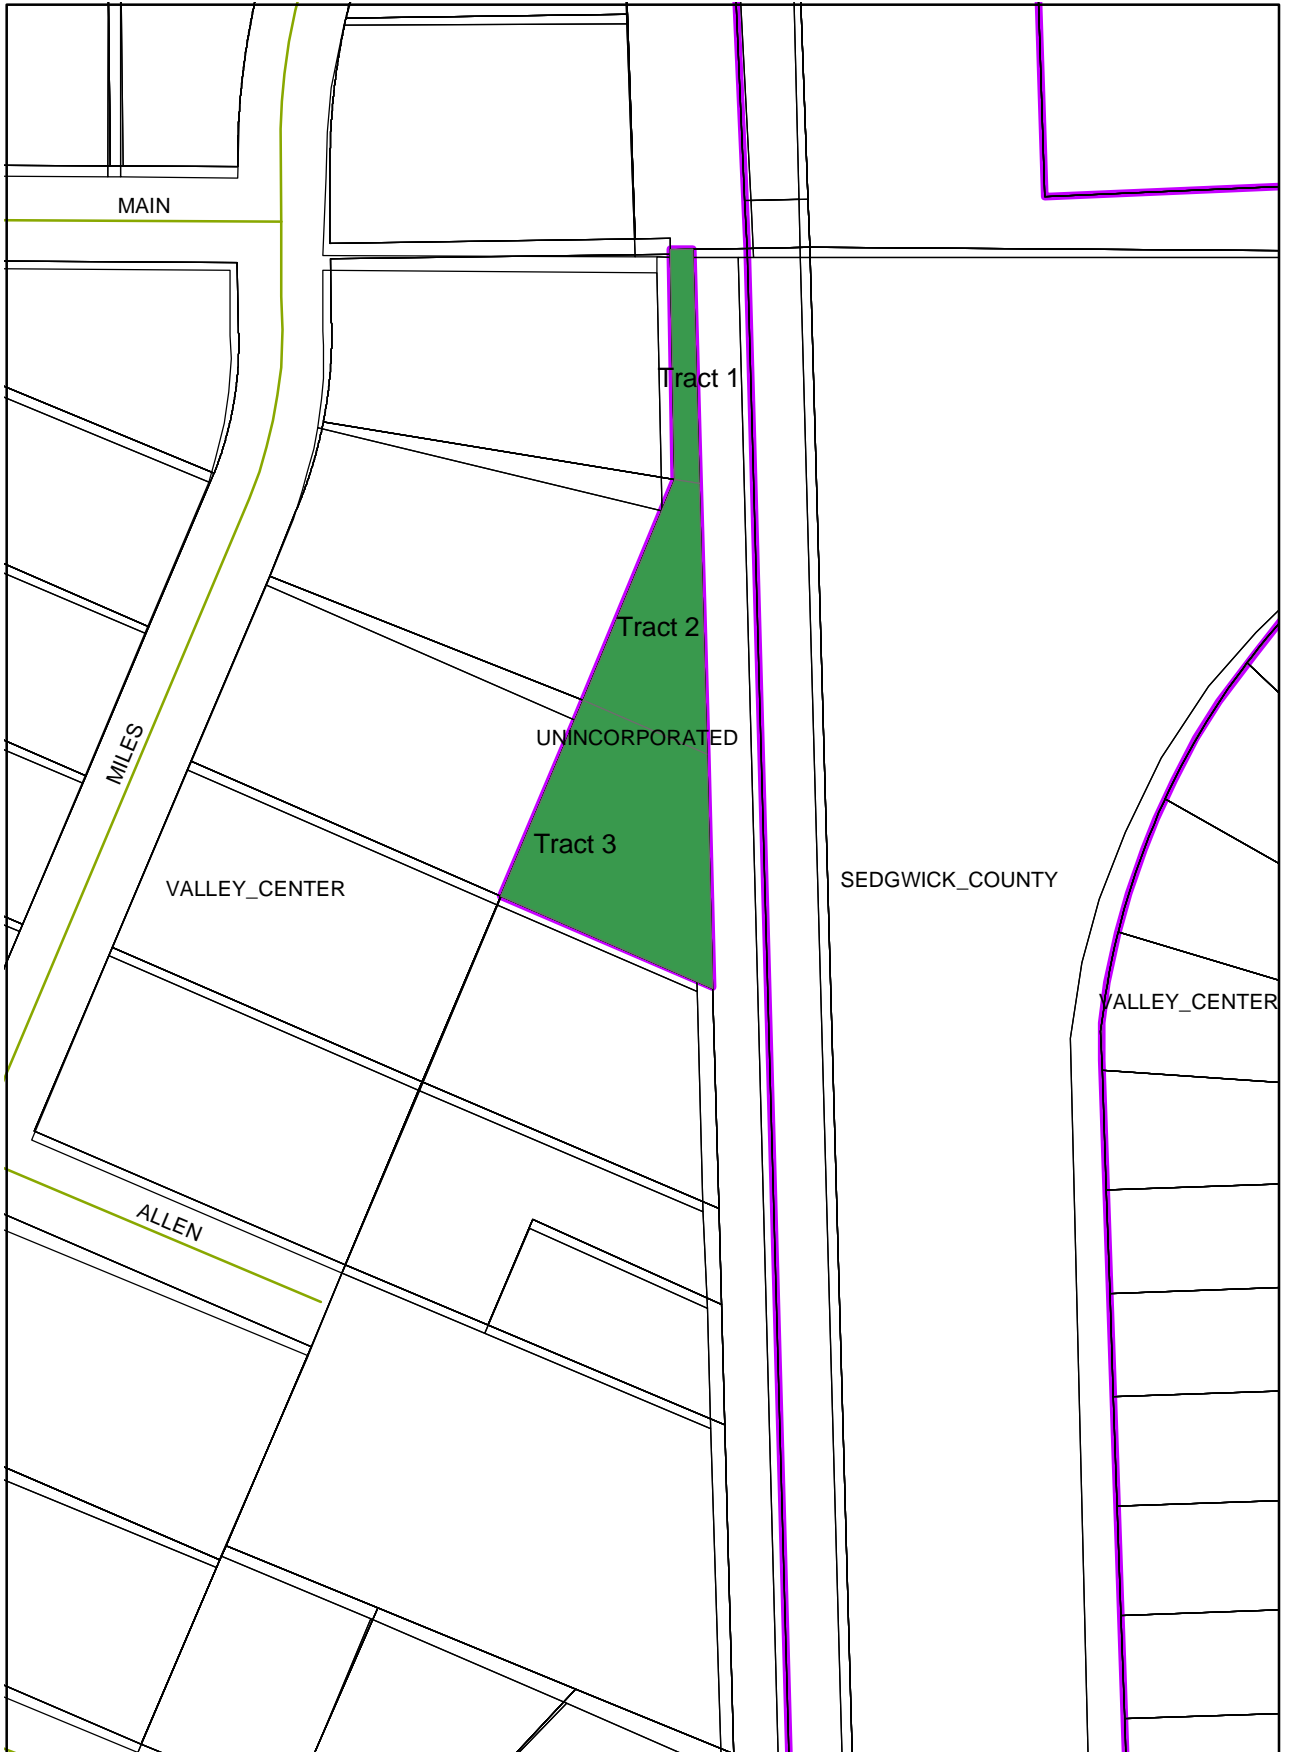 MAIN
Tract 1
Tract 2
UNINCORPORATED
MILES
Tract 3
VALLEY_CENTER
SEDGWICK_COUNTY
VALLEY_CENTER
ALLEN